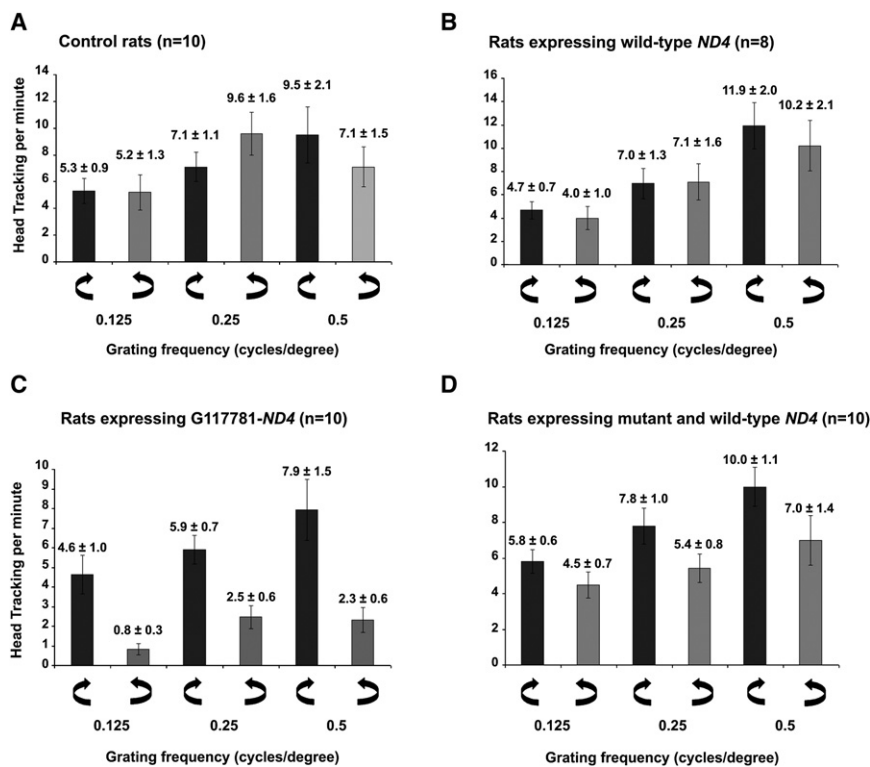 A
Control rats (n=10)
Head Tracking per minute
14
12
10
8
6
4
2
0
5.3 ± 0.9
5.2 ± 1.3
7.1 ± 1.1
9.6 ± 1.6
9.5 ± 2.1
7.1 ± 1.5
0.125
0.25
0.5
Grating frequency (cycles/degree)
B
Rats expressing wild-type ND4 (n=8)
16
14
12
10
8
6
4
2
0
4.7 ± 0.7
4.0 ± 1.0
7.0 ± 1.3
7.1 ± 1.6
11.9 ± 2.0
10.2 ± 2.1
0.125
0.25
0.5
Grating frequency (cycles/degree)
C
Rats expressing G117781-ND4 (n=10)
Head Tracking per minute
10
9
8
7
6
5
4
3
2
1
0
4.6 ± 1.0
0.8 ± 0.3
5.9 ± 0.7
2.5 ± 0.6
7.9 ± 1.5
2.3 ± 0.6
0.125
0.25
0.5
Grating frequency (cycles/degree)
D
Rats expressing mutant and wild-type ND4 (n=10)
12
10
8
6
4
2
0
5.8 ± 0.6
4.5 ± 0.7
7.8 ± 1.0
5.4 ± 0.8
10.0 ± 1.1
7.0 ± 1.4
0.125
0.25
0.5
Grating frequency (cycles/degree)